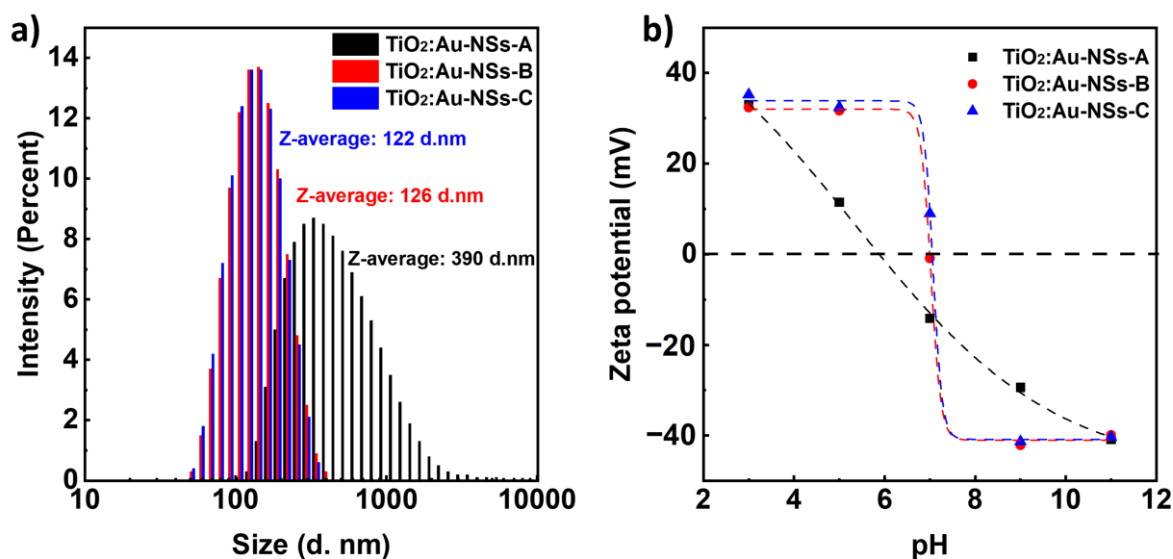 a)
TiO₂:Au-NSs-A
TiO₂:Au-NSs-B
TiO₂:Au-NSs-C
Z-average: 122 d.nm
Z-average: 126 d.nm
Z-average: 390 d.nm
Intensity (Percent)
14
12
10
8
6
4
2
0
10
100
1000
10000
Size (d. nm)
b)
TiO₂:Au-NSs-A
TiO₂:Au-NSs-B
TiO₂:Au-NSs-C
Zeta potential (mV)
40
20
0
−20
−40
2
4
6
8
10
12
pH